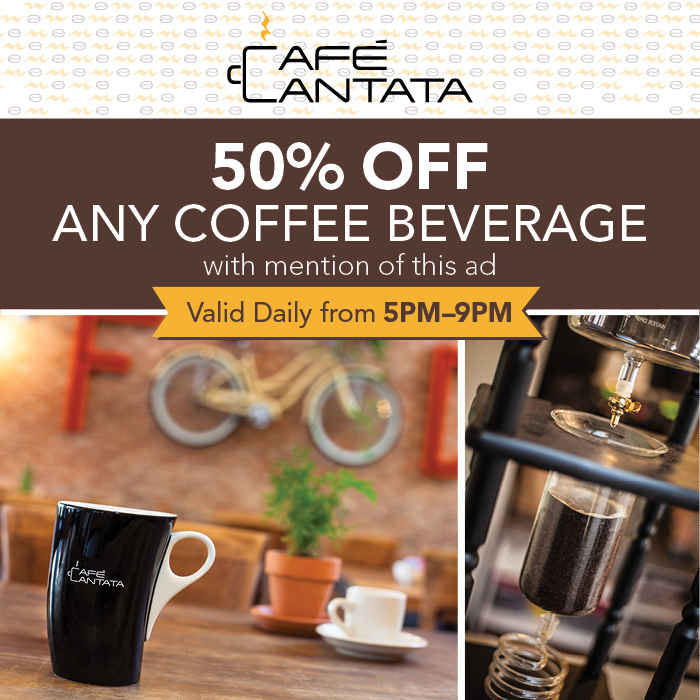 CAFÉ
CANTATA
50% OFF
ANY COFFEE BEVERAGE
with mention of this ad
Valid Daily from 5PM–9PM
CAFÉ
CANTATA